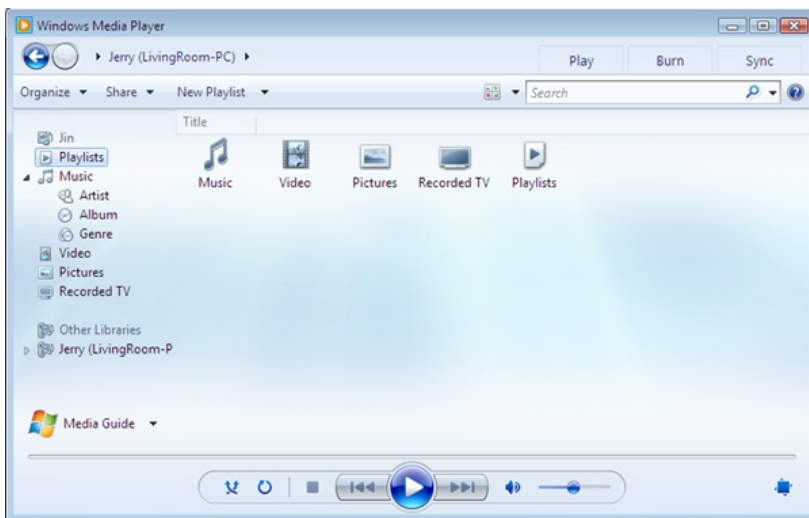 Windows Media Player
Jerry (LivingRoom-PC)
Play Burn Sync
Organize Share New Playlist Search
Title
Jin
Playlists
Music
Artist
Album
Genre
Video
Pictures
Recorded TV
Other Libraries
Jerry (LivingRoom-P
Music Video Pictures Recorded TV Playlists
Media Guide